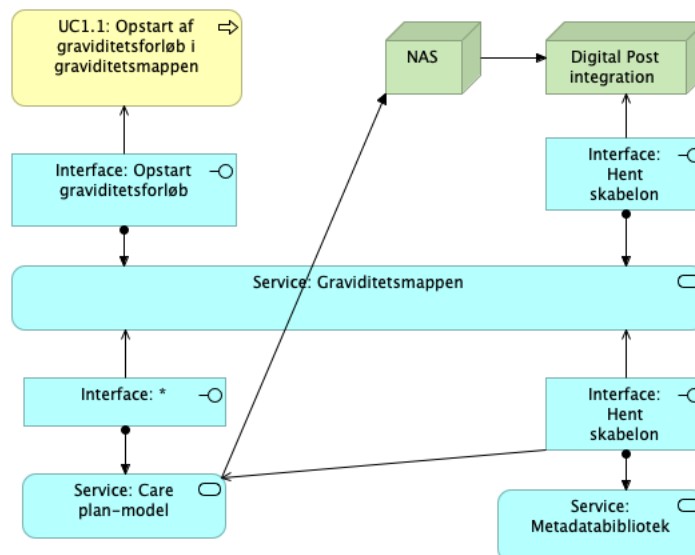 UC1.1: Opstart af
graviditetsforløb i
graviditetsmappen
NAS
Digital Post
integration
Interface: Opstart
graviditetsforløb
Interface:
Hent
skabelon
Service: Graviditetsmappen
Interface: *
Interface:
Hent
skabelon
Service: Care
plan-model
Service:
Metadatabibliotek